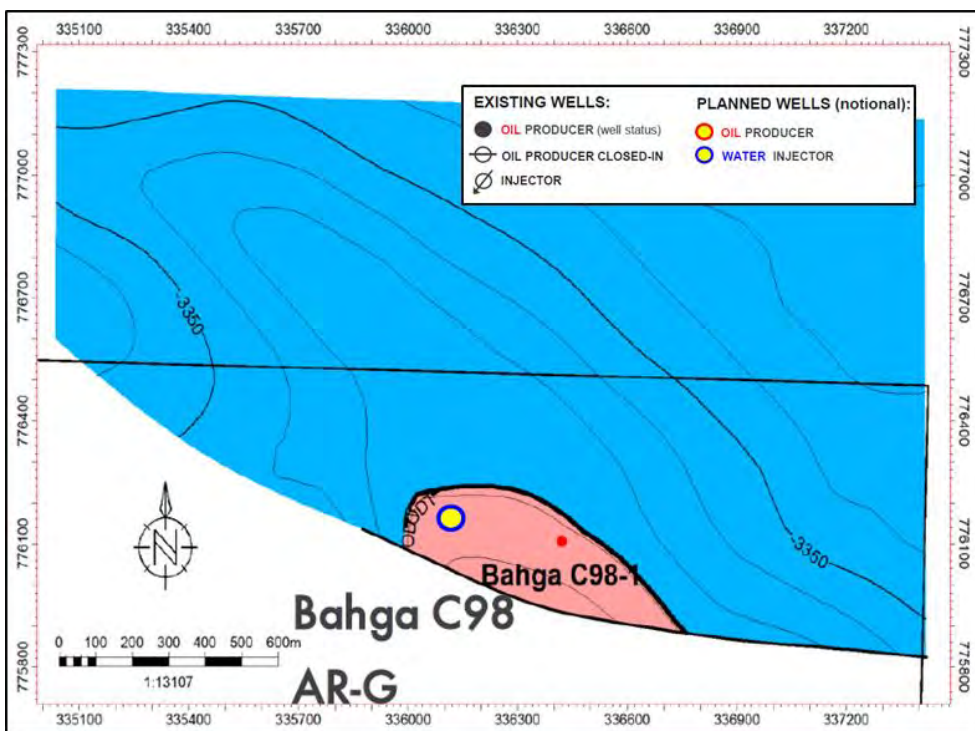 335100 335400 335700 336000 336300 336600 336900 337200
777300
777000
776700
776400
776100
775800
777300
777000
776700
776400
776100
775800
EXISTING WELLS:
OIL PRODUCER (well status)
OIL PRODUCER CLOSED-IN
INJECTOR
PLANNED WELLS (notional):
OIL PRODUCER
WATER INJECTOR
-3350
-3350
Bahga C98-1
N
Bahga C98
AR-G
0 100 200 300 400 500 600m
1:13107
335100 335400 335700 336000 336300 336600 336900 337200